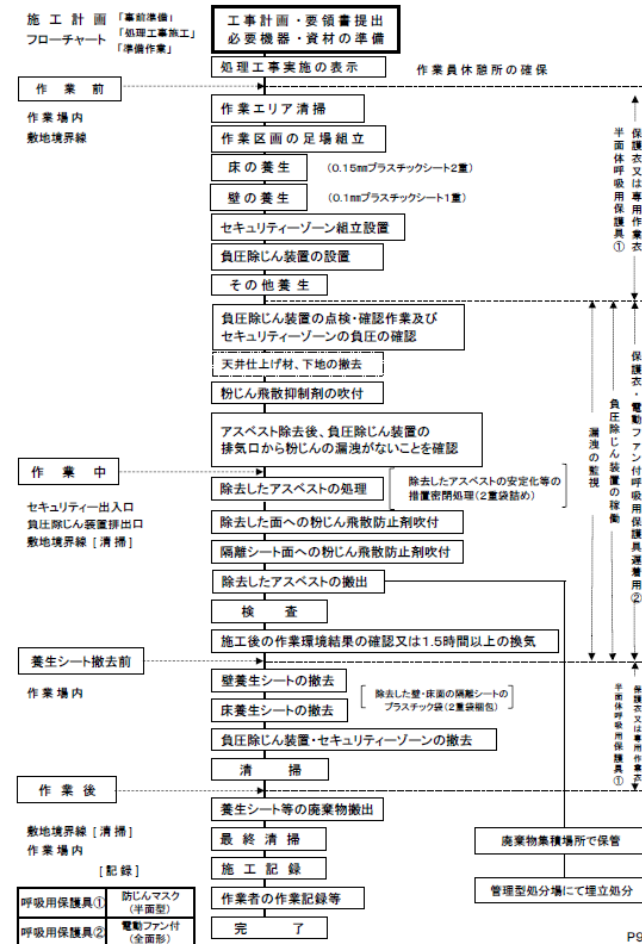 施工計画 「事前準備」
フローチャート 「処理工事施工」
「準備作業」
工事計画・要領書提出
必要機器・資材の準備
処理工事実施の表示
作業員休憩所の確保
作業前
作業場内
敷地境界線
作業エリア清掃
作業区画の足場組立
床の養生 (0.15㎜プラスチックシート2重)
壁の養生 (0.1㎜プラスチックシート1重)
セキュリティーゾーン組立設置
負圧除じん装置の設置
その他養生
保護衣又は専用作業衣
半面体呼吸用保護具①
負圧除じん装置の点検・確認作業及び
セキュリティーゾーンの負圧の確認
天井仕上げ材、下地の撤去
粉じん飛散抑制剤の吹付
アスベスト除去後、負圧除じん装置の
排気口から粉じんの漏洩がないことを確認
作業中
セキュリティー出入口
負圧除じん装置排出口
敷地境界線 [清掃]
除去したアスベストの処理
除去したアスベストの安定化等の
措置密閉処理(2重袋詰め)
除去した面への粉じん飛散防止剤吹付
隔離シート面への粉じん飛散防止剤吹付
除去したアスベストの搬出
検査
施工後の作業環境結果の確認又は1.5時間以上の換気
保護衣・電動ファン付呼吸用保護具着用②
負圧除じん装置の稼働
漏洩の監視
養生シート撤去前
作業場内
壁養生シートの撤去
床養生シートの撤去
除去した壁・床面の隔離シートの
プラスチック袋(2重袋梱包)
負圧除じん装置・セキュリティーゾーンの撤去
清掃
保護衣又は専用作業衣
半面体呼吸用保護具①
作業後
敷地境界線 [清掃]
作業場内
[記録]
養生シート等の廃棄物搬出
最終清掃
施工記録
作業者の作業記録等
完了
廃棄物集積場所で保管
管理型処分場にて埋立処分
呼吸用保護具① 防じんマスク
(半面型)
呼吸用保護具② 電動ファン付
(全面形)
P9